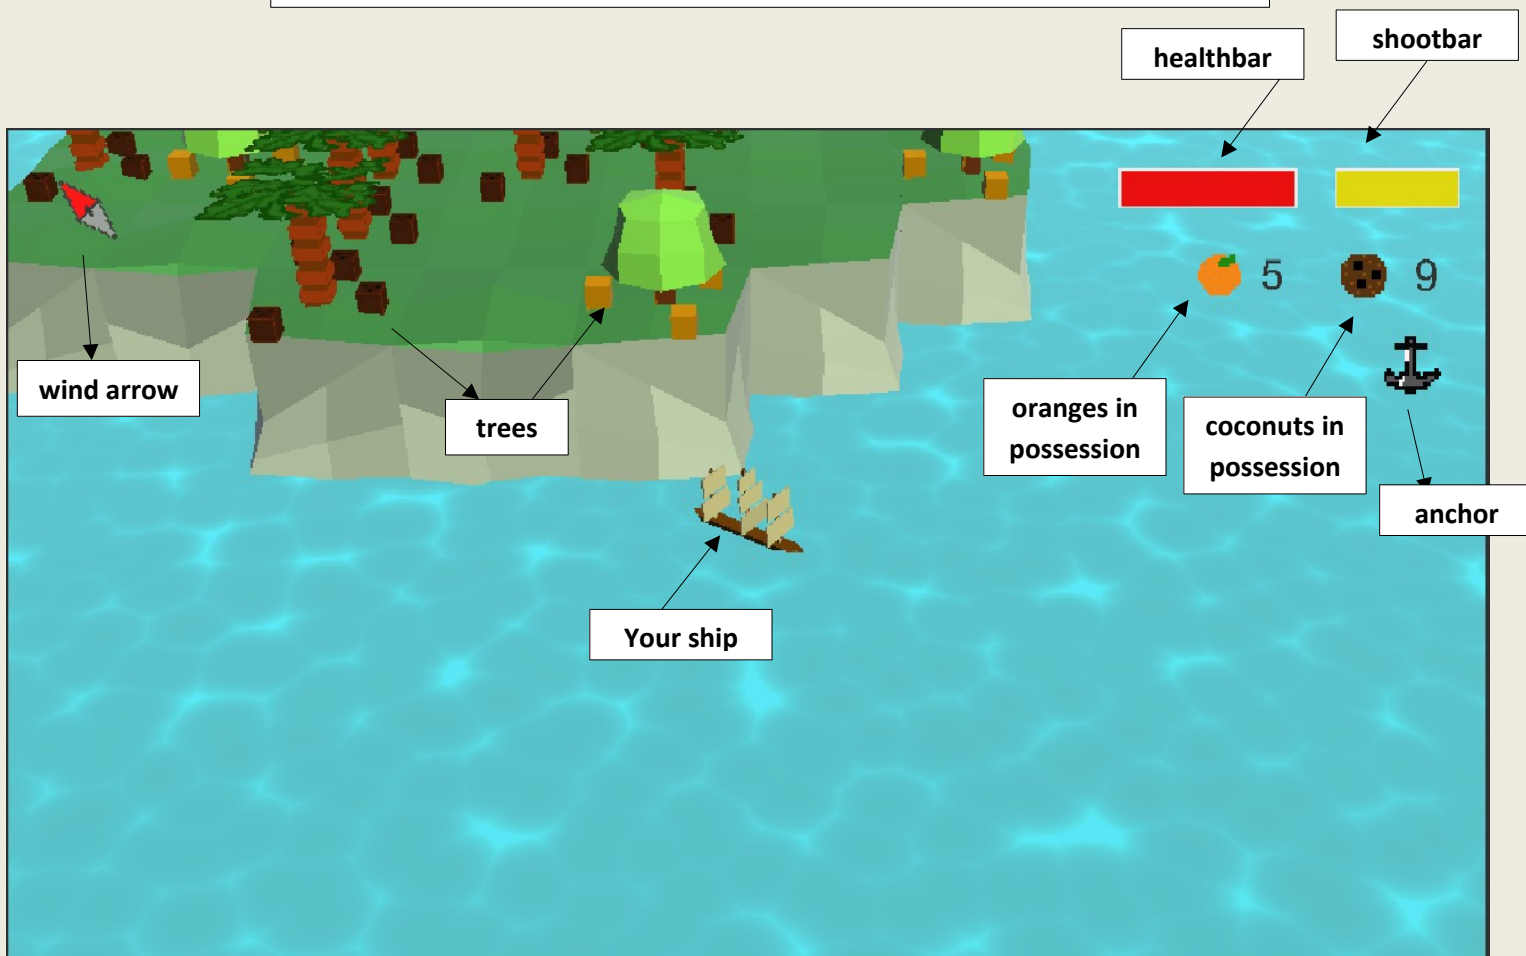 healthbar
shootbar
5
9
wind arrow
trees
oranges in
possession
coconuts in
possession
anchor
Your ship